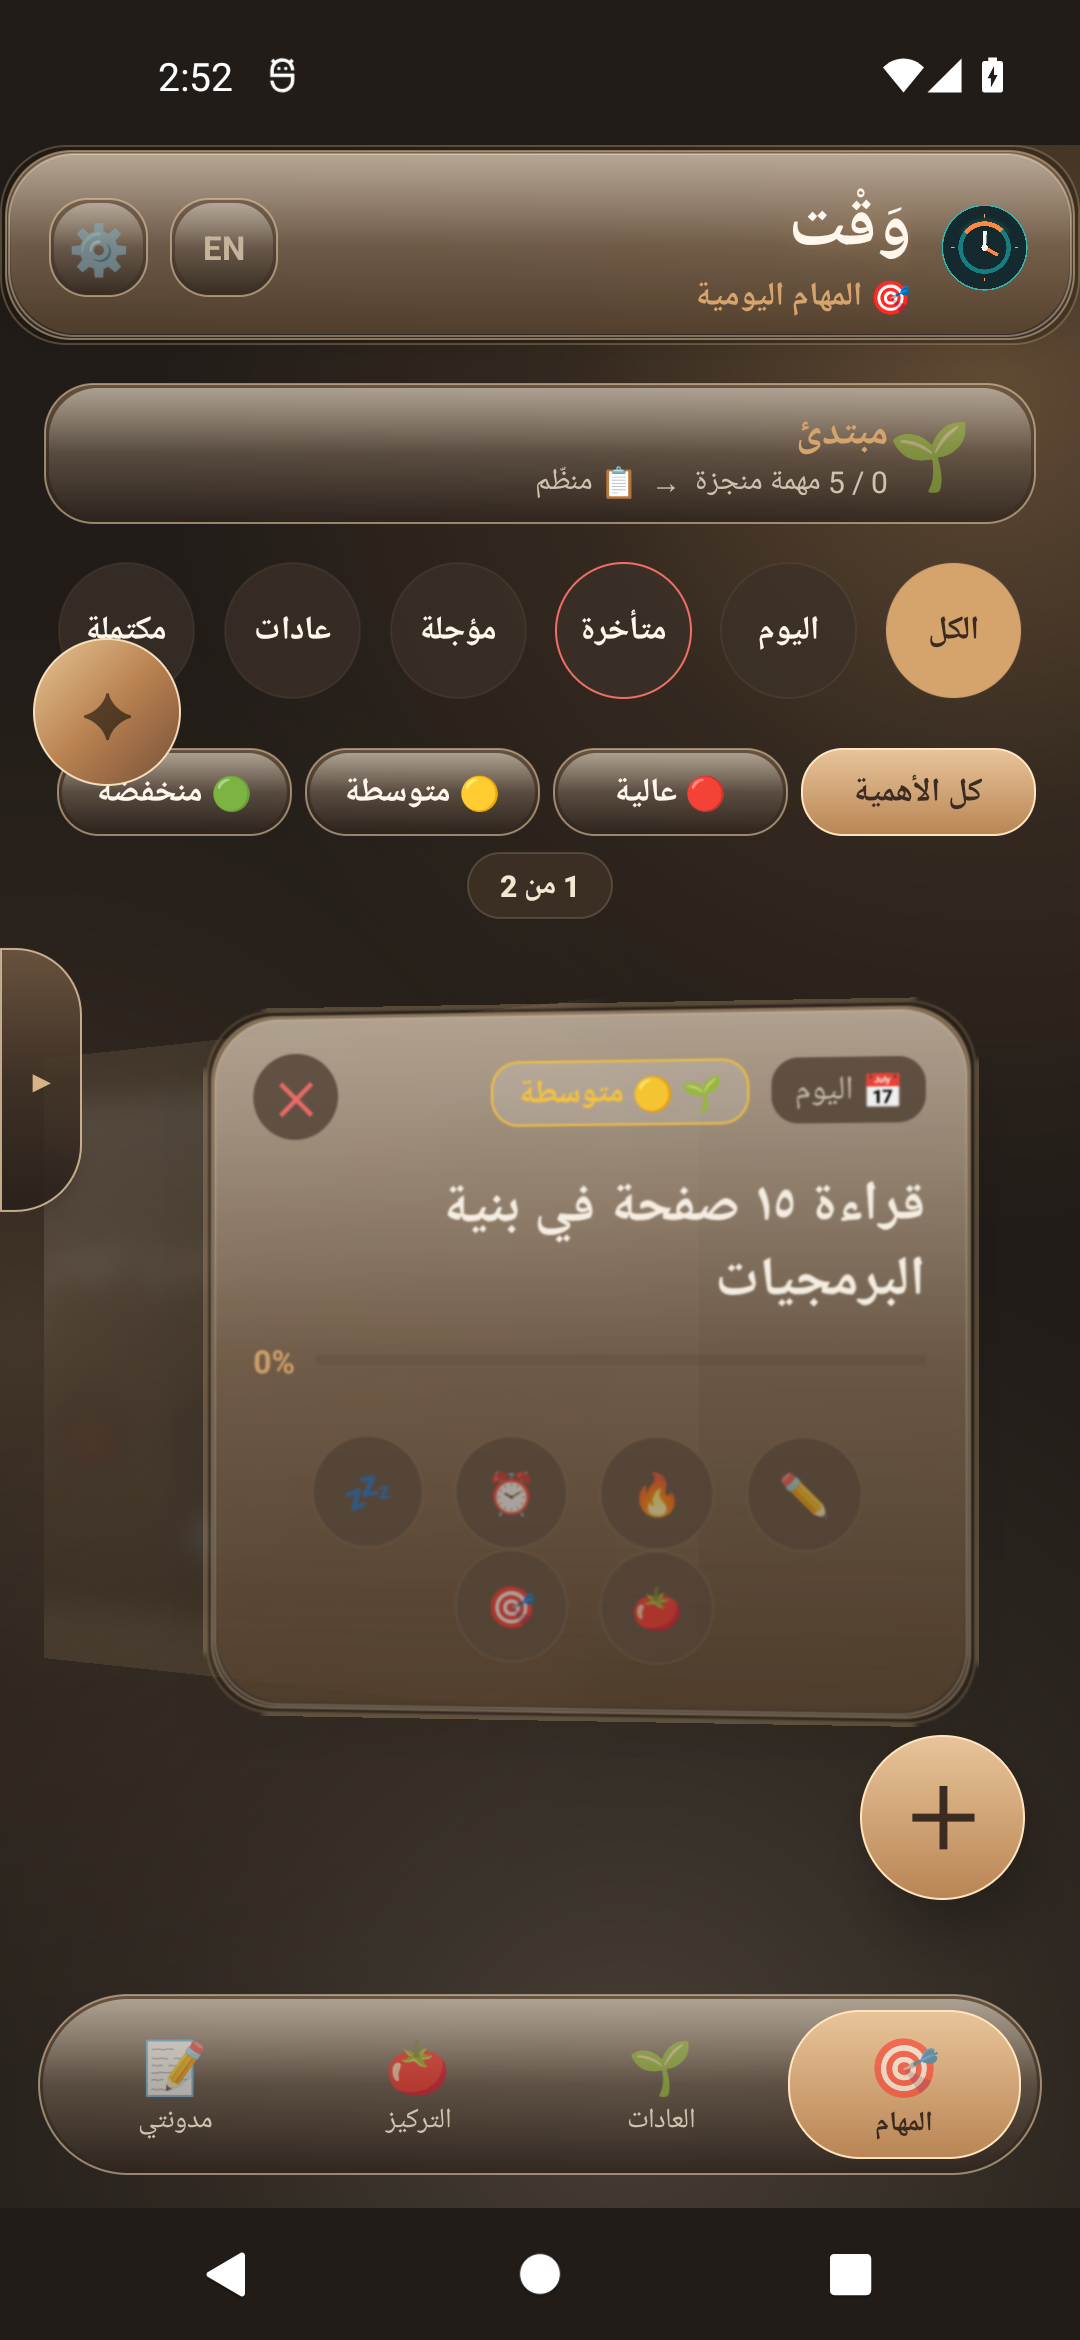 2:52
وَقْت
🎯 المهام اليومية
EN
مبتدئ
0 / 5 مهمة منجزة → 📋 منظّم
الكل
اليوم
متأخرة
مؤجلة
عادات
مكتملة
كل الأهمية
🔴 عالية
🟡 متوسطة
🟢 منخفضة
1 من 2
📅 اليوم
🌱 🟡 متوسطة
قراءة ١٥ صفحة في بنية
البرمجيات
0%
المهام
العادات
التركيز
مدونتي